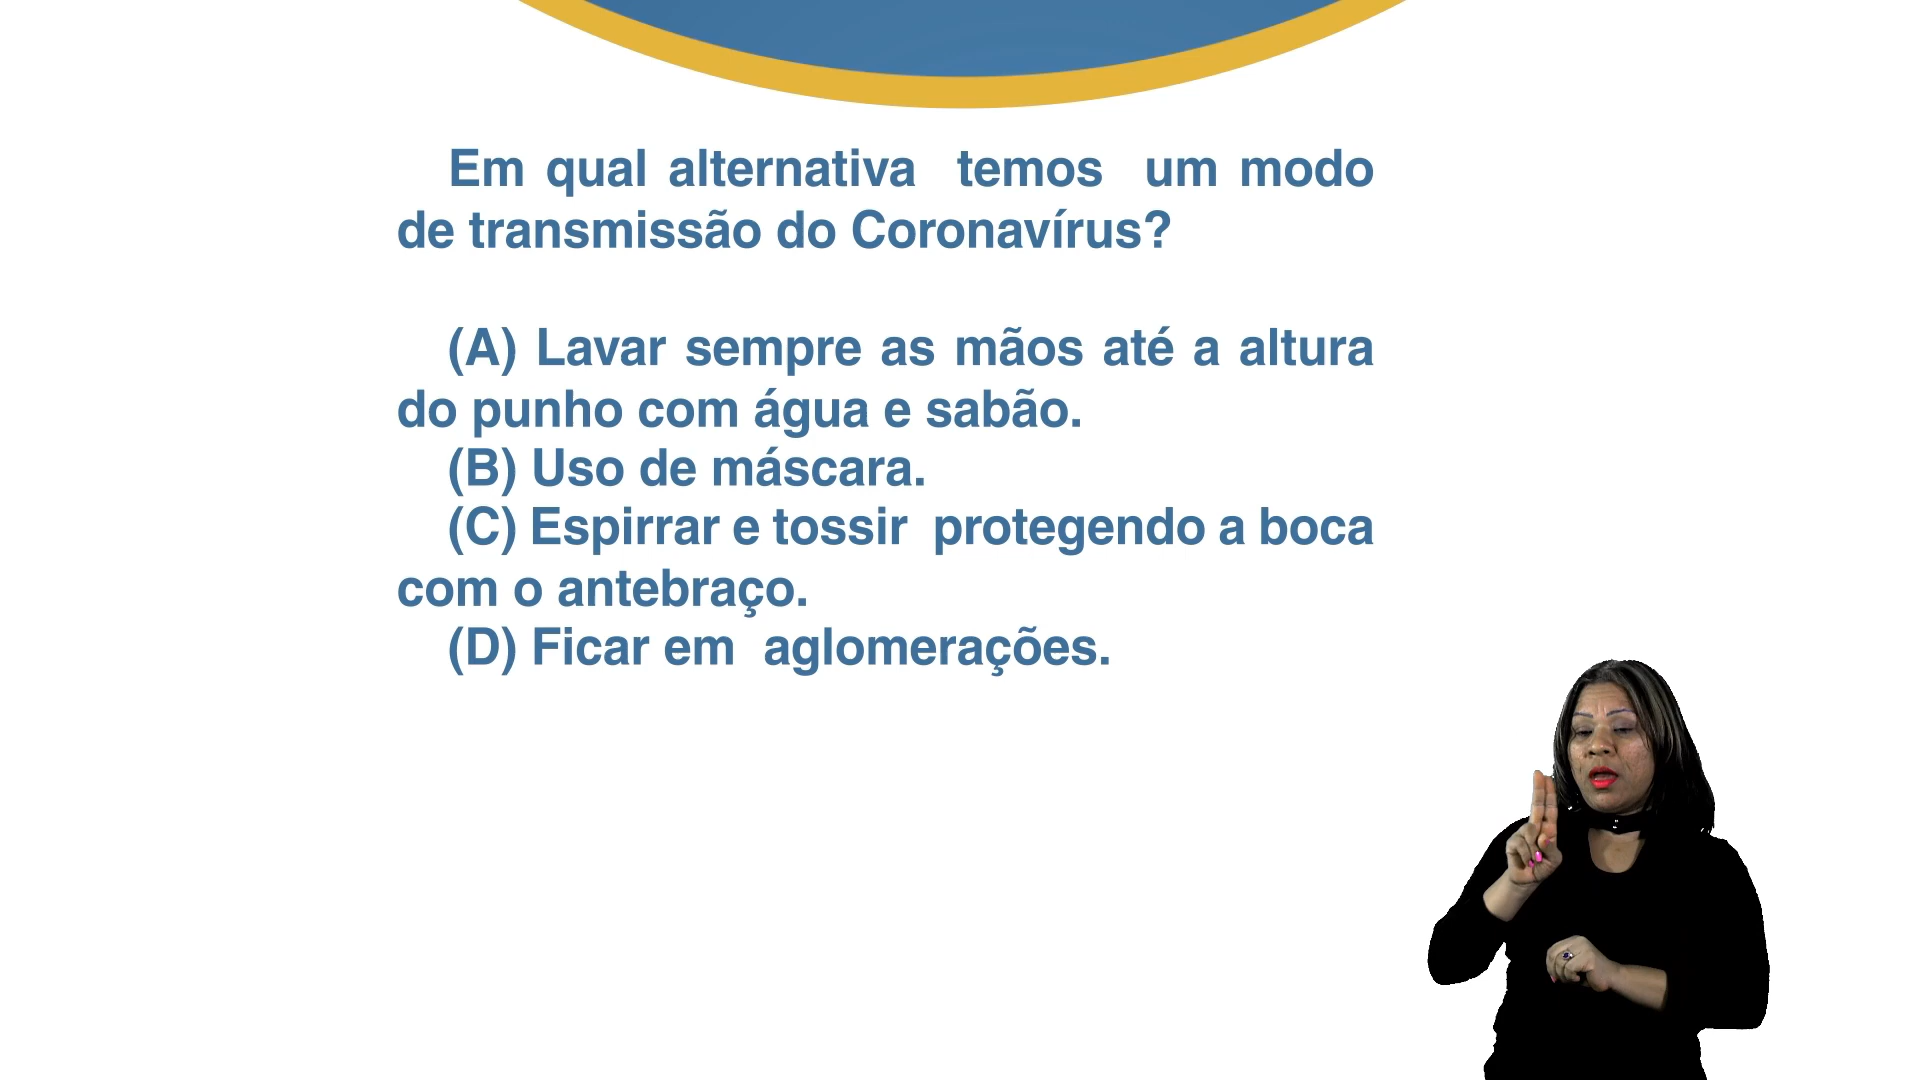 Em qual alternativa temos um modo
de transmissão do Coronavírus?
(A) Lavar sempre as mãos até a altura
do punho com água e sabão.
(B) Uso de máscara.
(C) Espirrar e tossir protegendo a boca
com o antebraço.
(D) Ficar em aglomerações.